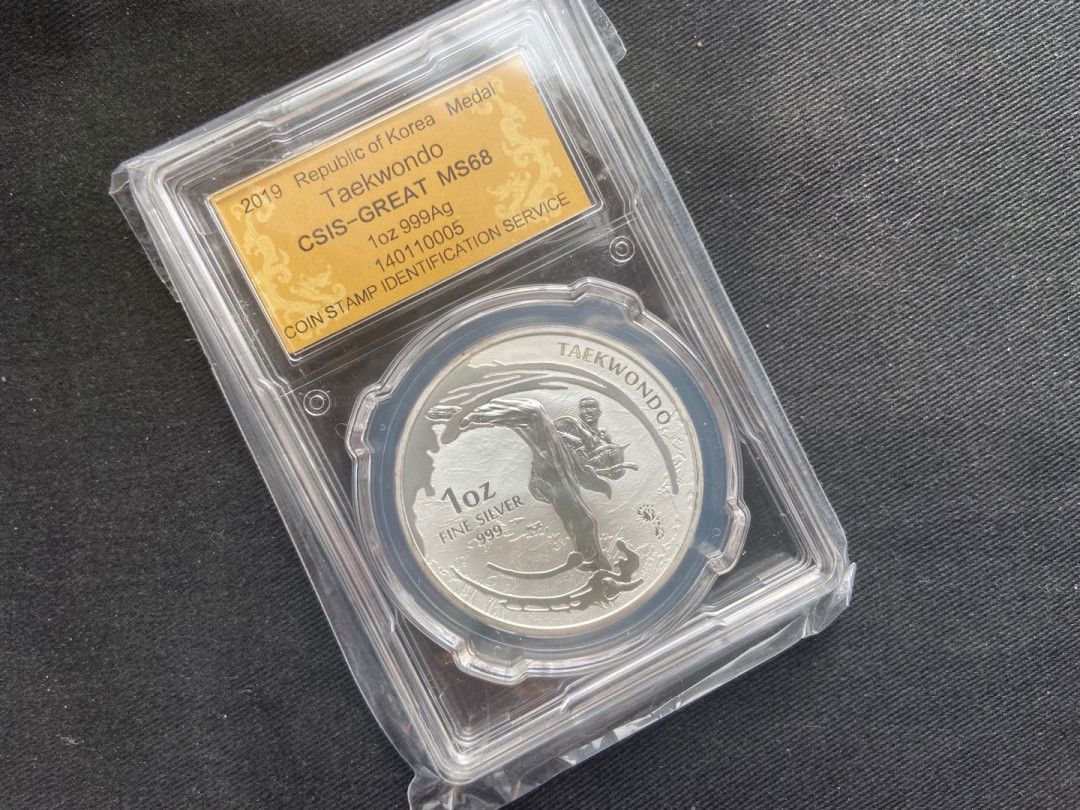 2019 Republic of Korea Medal
Taekwondo
CSIS-GREAT MS68
1oz 999Ag
140110005
COIN STAMP IDENTIFICATION SERVICE
TAEKWONDO
1oz
FINE SILVER
999